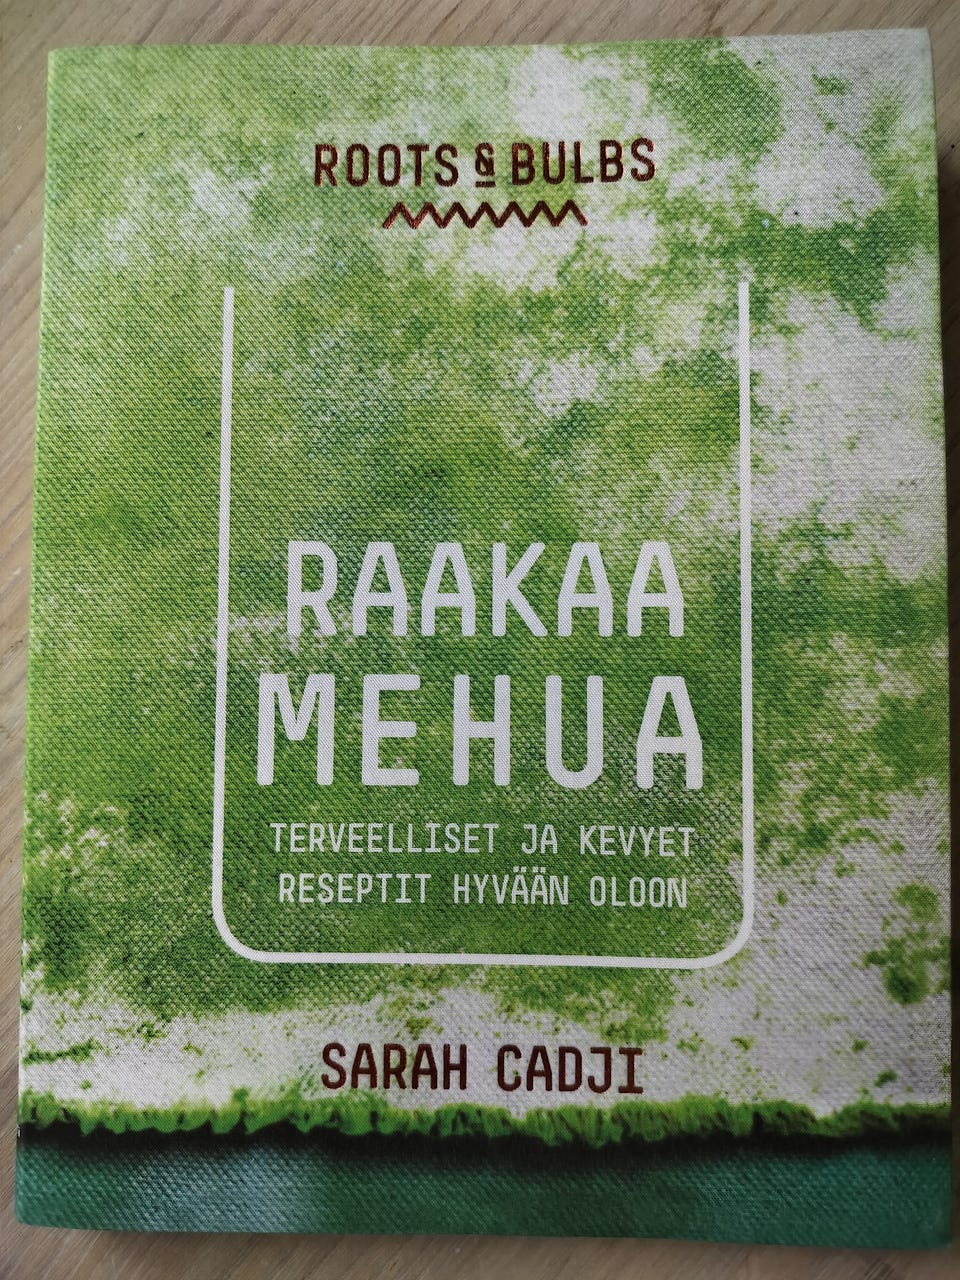 ROOTS & BULBS
RAAKAA
MEHUA
TERVEELLISET JA KEVYET
RESEPTIT HYVÄÄN OLOON
SARAH CADJI